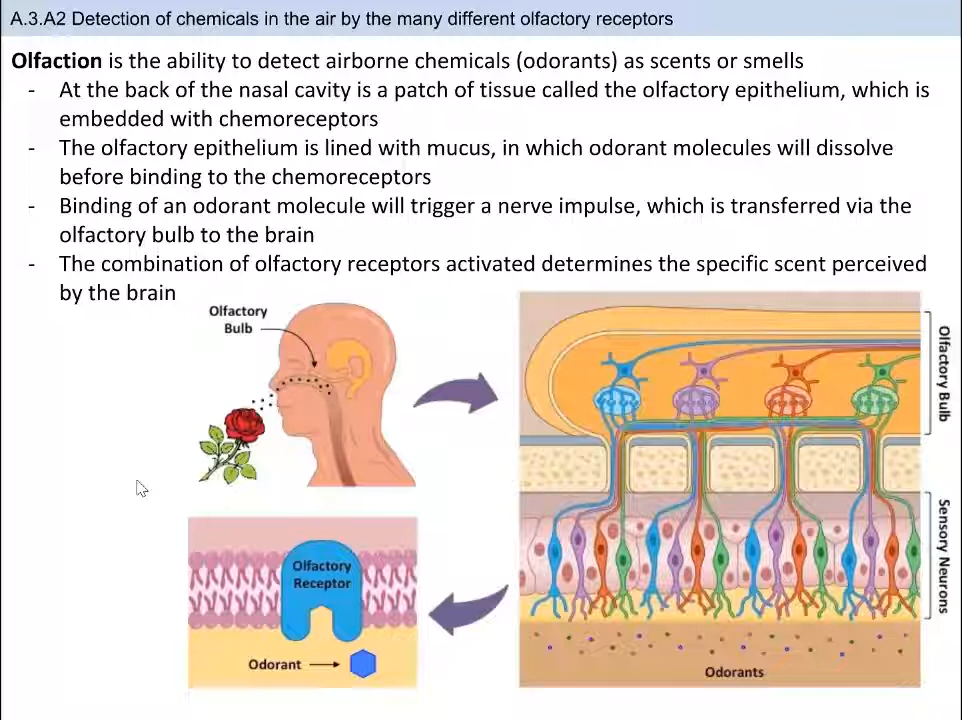 A.3.A2 Detection of chemicals in the air by the many different olfactory receptors
Olfaction is the ability to detect airborne chemicals (odorants) as scents or smells
- At the back of the nasal cavity is a patch of tissue called the olfactory epithelium, which is
embedded with chemoreceptors
- The olfactory epithelium is lined with mucus, in which odorant molecules will dissolve
before binding to the chemoreceptors
- Binding of an odorant molecule will trigger a nerve impulse, which is transferred via the
olfactory bulb to the brain
- The combination of olfactory receptors activated determines the specific scent perceived
by the brain
Olfactory
Bulb
Olfactory Bulb
Sensory Neurons
Olfactory
Receptor
Odorant
Odorants